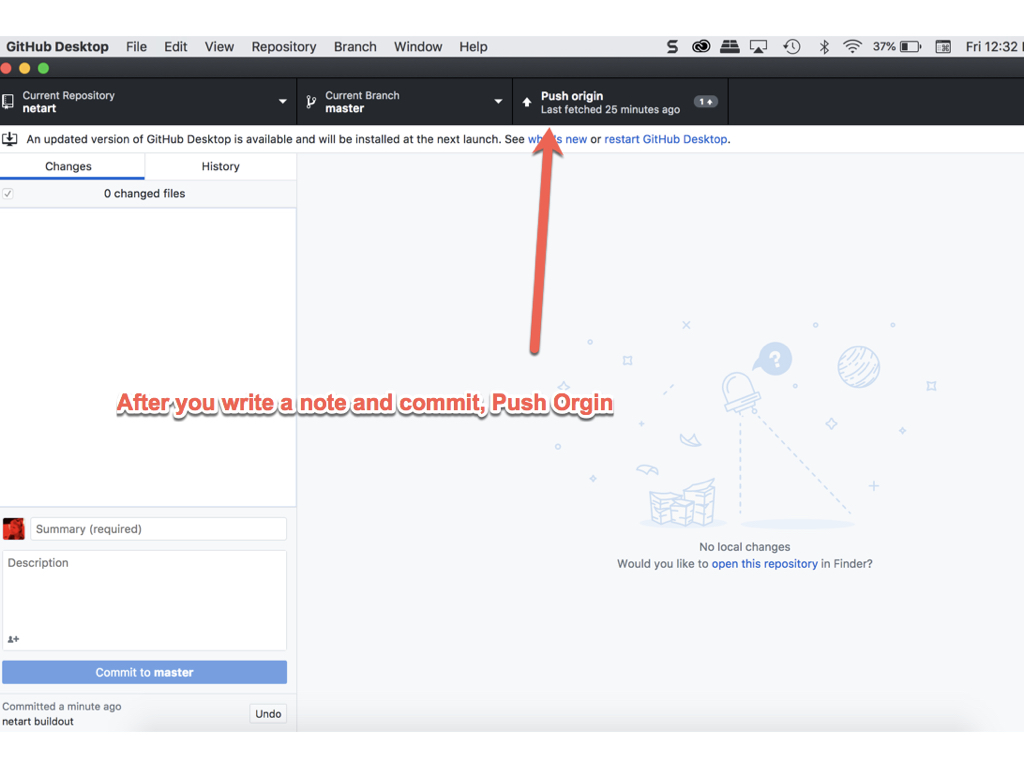 GitHub Desktop File Edit View Repository Branch Window Help 37% Fri 12:32
Current Repository
netart
Current Branch
master
Push origin
Last fetched 25 minutes ago
1
An updated version of GitHub Desktop is available and will be installed at the next launch. See what's new or restart GitHub Desktop.
Changes
History
0 changed files
After you write a note and commit, Push Orgin
?
No local changes
Would you like to open this repository in Finder?
Summary (required)
Description
Commit to master
Committed a minute ago
netart buildout
Undo